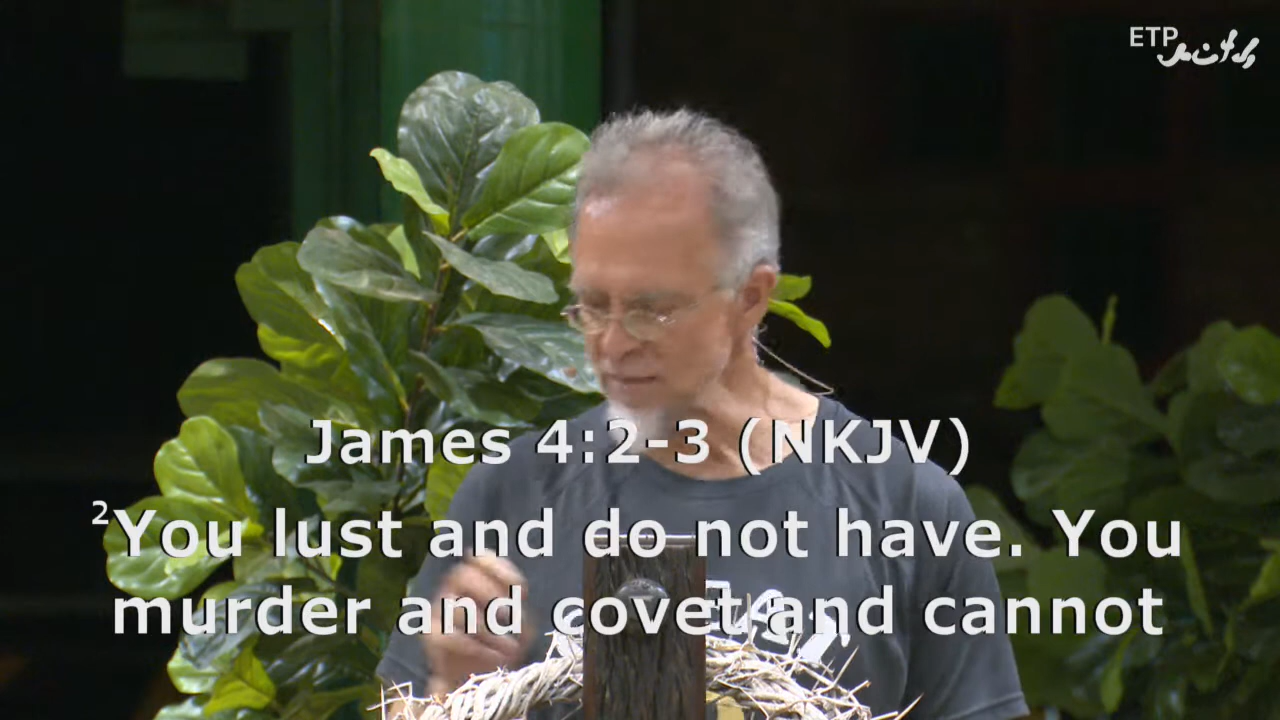 ETP
James 4:2-3 (NKJV)
²You lust and do not have. You
murder and covet and cannot